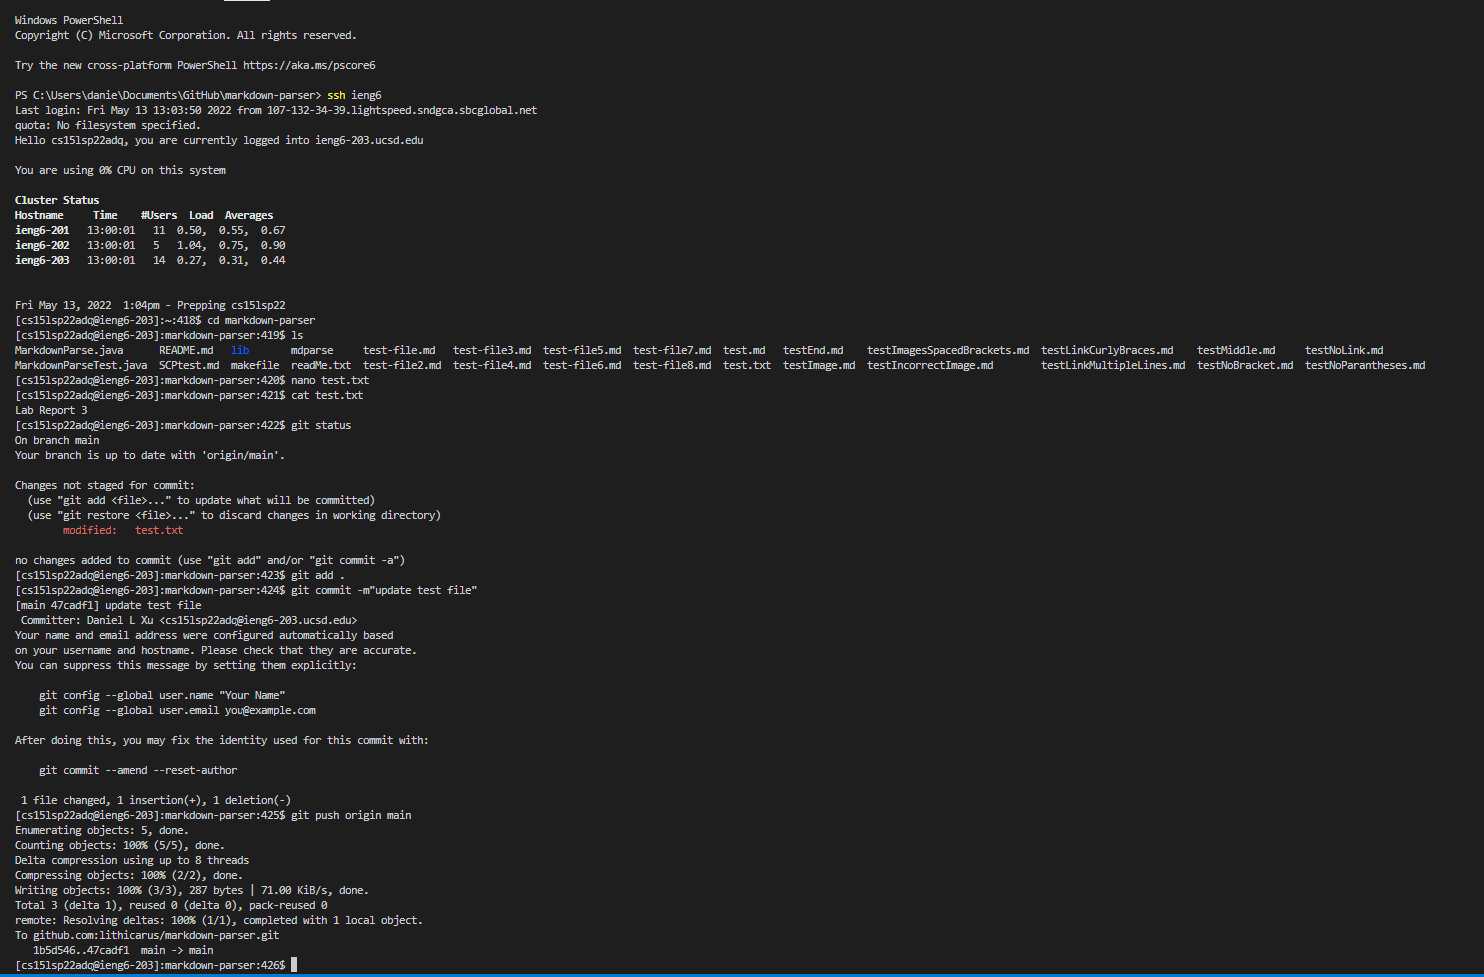 Windows PowerShell
Copyright (C) Microsoft Corporation. All rights reserved.
Try the new cross-platform PowerShell https://aka.ms/pscore6
PS C:\Users\danie\Documents\GitHub\markdown-parser> ssh ieng6
Last login: Fri May 13 13:03:50 2022 from 107-132-34-39.lightspeed.sndgca.sbcglobal.net
quota: No filesystem specified.
Hello cs15lsp22adq, you are currently logged into ieng6-203.ucsd.edu
You are using 0% CPU on this system
Cluster Status
Hostname     Time    #Users  Load  Averages
ieng6-201   13:00:01   11  0.50,  0.55,  0.67
ieng6-202   13:00:01   5   1.04,  0.75,  0.90
ieng6-203   13:00:01   14  0.27,  0.31,  0.44
Fri May 13, 2022  1:04pm - Prepping cs15lsp22
[cs15lsp22adq@ieng6-203]:~:418$ cd markdown-parser
[cs15lsp22adq@ieng6-203]:markdown-parser:419$ ls
MarkdownParse.java      README.md   lib       mdparse     test-file.md   test-file3.md  test-file5.md  test-file7.md  test.md   testEnd.md    testImagesSpacedBrackets.md  testLinkCurlyBraces.md    testMiddle.md     testNoLink.md
MarkdownParseTest.java  SCPtest.md  makefile  readMe.txt  test-file2.md  test-file4.md  test-file6.md  test-file8.md  test.txt  testImage.md  testIncorrectImage.md        testLinkMultipleLines.md  testNoBracket.md  testNoParantheses.md
[cs15lsp22adq@ieng6-203]:markdown-parser:420$ nano test.txt
[cs15lsp22adq@ieng6-203]:markdown-parser:421$ cat test.txt
Lab Report 3
[cs15lsp22adq@ieng6-203]:markdown-parser:422$ git status
On branch main
Your branch is up to date with 'origin/main'.
Changes not staged for commit:
  (use "git add <file>..." to update what will be committed)
  (use "git restore <file>..." to discard changes in working directory)
        modified:   test.txt
no changes added to commit (use "git add" and/or "git commit -a")
[cs15lsp22adq@ieng6-203]:markdown-parser:423$ git add .
[cs15lsp22adq@ieng6-203]:markdown-parser:424$ git commit -m"update test file"
[main 47cadf1] update test file
 Committer: Daniel L Xu <cs15lsp22adq@ieng6-203.ucsd.edu>
Your name and email address were configured automatically based
on your username and hostname. Please check that they are accurate.
You can suppress this message by setting them explicitly:
    git config --global user.name "Your Name"
    git config --global user.email you@example.com
After doing this, you may fix the identity used for this commit with:
    git commit --amend --reset-author
 1 file changed, 1 insertion(+), 1 deletion(-)
[cs15lsp22adq@ieng6-203]:markdown-parser:425$ git push origin main
Enumerating objects: 5, done.
Counting objects: 100% (5/5), done.
Delta compression using up to 8 threads
Compressing objects: 100% (2/2), done.
Writing objects: 100% (3/3), 287 bytes | 71.00 KiB/s, done.
Total 3 (delta 1), reused 0 (delta 0), pack-reused 0
remote: Resolving deltas: 100% (1/1), completed with 1 local object.
To github.com:lithicarus/markdown-parser.git
   1b5d546..47cadf1  main -> main
[cs15lsp22adq@ieng6-203]:markdown-parser:426$